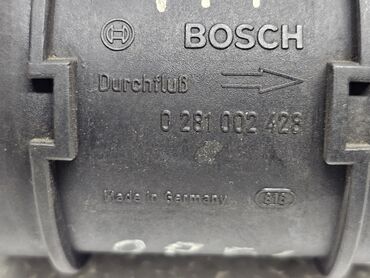 BOSCH
Durchfluß
0 281 002 428
Made in Germany